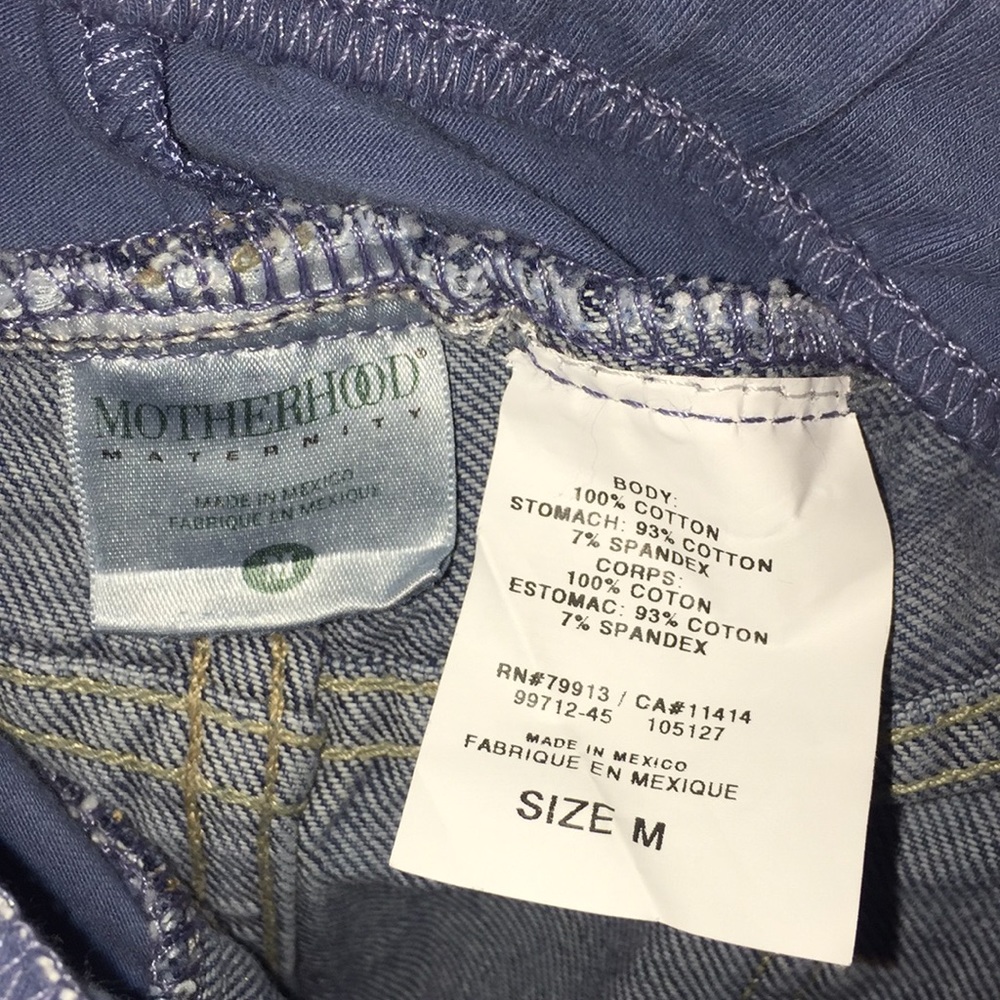 MOTHERHOOD®
MATERNITY
MADE IN MEXICO
FABRIQUE EN MEXIQUE
M
BODY:
100% COTTON
STOMACH: 93% COTTON
7% SPANDEX
CORPS:
100% COTON
ESTOMAC: 93% COTON
7% SPANDEX
RN#79913 / CA#11414
99712-45 105127
MADE IN MEXICO
FABRIQUE EN MEXIQUE
SIZE M